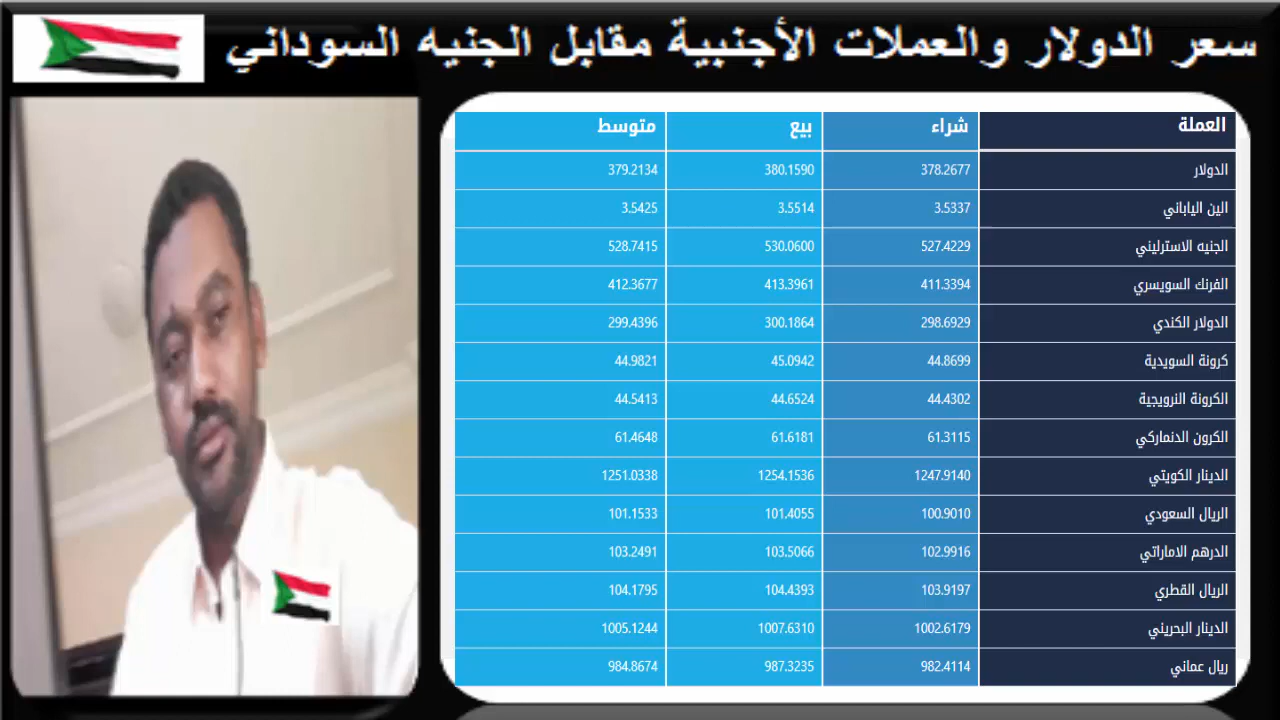 سعر الدولار والعملات الأجنبية مقابل الجنيه السوداني
العملة شراء بيع متوسط
الدولار 378.2677 380.1590 379.2134
الين الياباني 3.5337 3.5514 3.5425
الجنيه الاسترليني 527.4229 530.0600 528.7415
الفرنك السويسري 411.3394 413.3961 412.3677
الدولار الكندي 298.6929 300.1864 299.4396
كرونة السويدية 44.8699 45.0942 44.9821
الكرونة النرويجية 44.4302 44.6524 44.5413
الكرون الدنماركي 61.3115 61.6181 61.4648
الدينار الكويتي 1247.9140 1254.1536 1251.0338
الريال السعودي 100.9010 101.4055 101.1533
الدرهم الاماراتي 102.9916 103.5066 103.2491
الريال القطري 103.9197 104.4393 104.1795
الدينار البحريني 1002.6179 1007.6310 1005.1244
ريال عماني 982.4114 987.3235 984.8674